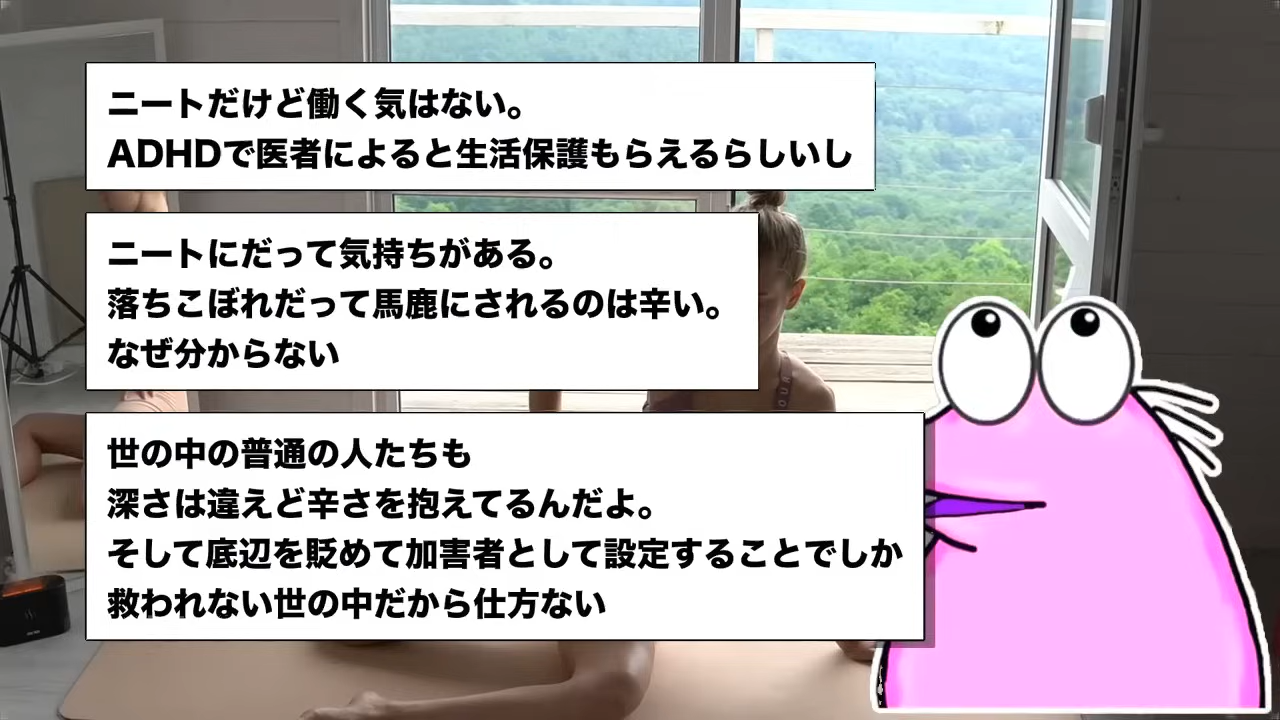 ニートだけど働く気はない。
ADHDで医者によると生活保護もらえるらしいし
ニートにだって気持ちがある。
落ちこぼれだって馬鹿にされるのは辛い。
なぜ分からない
世の中の普通の人たちも
深さは違えど辛さを抱えてるんだよ。
そして底辺を貶めて加害者として設定することでしか
救われない世の中だから仕方ない